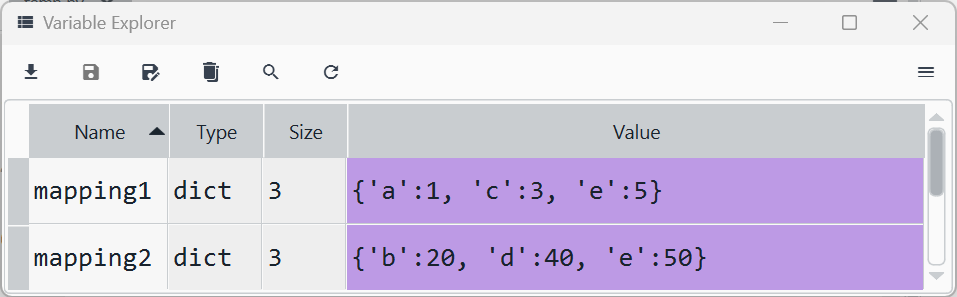 Variable Explorer
Name Type Size Value
mapping1 dict 3 {'a':1, 'c':3, 'e':5}
mapping2 dict 3 {'b':20, 'd':40, 'e':50}